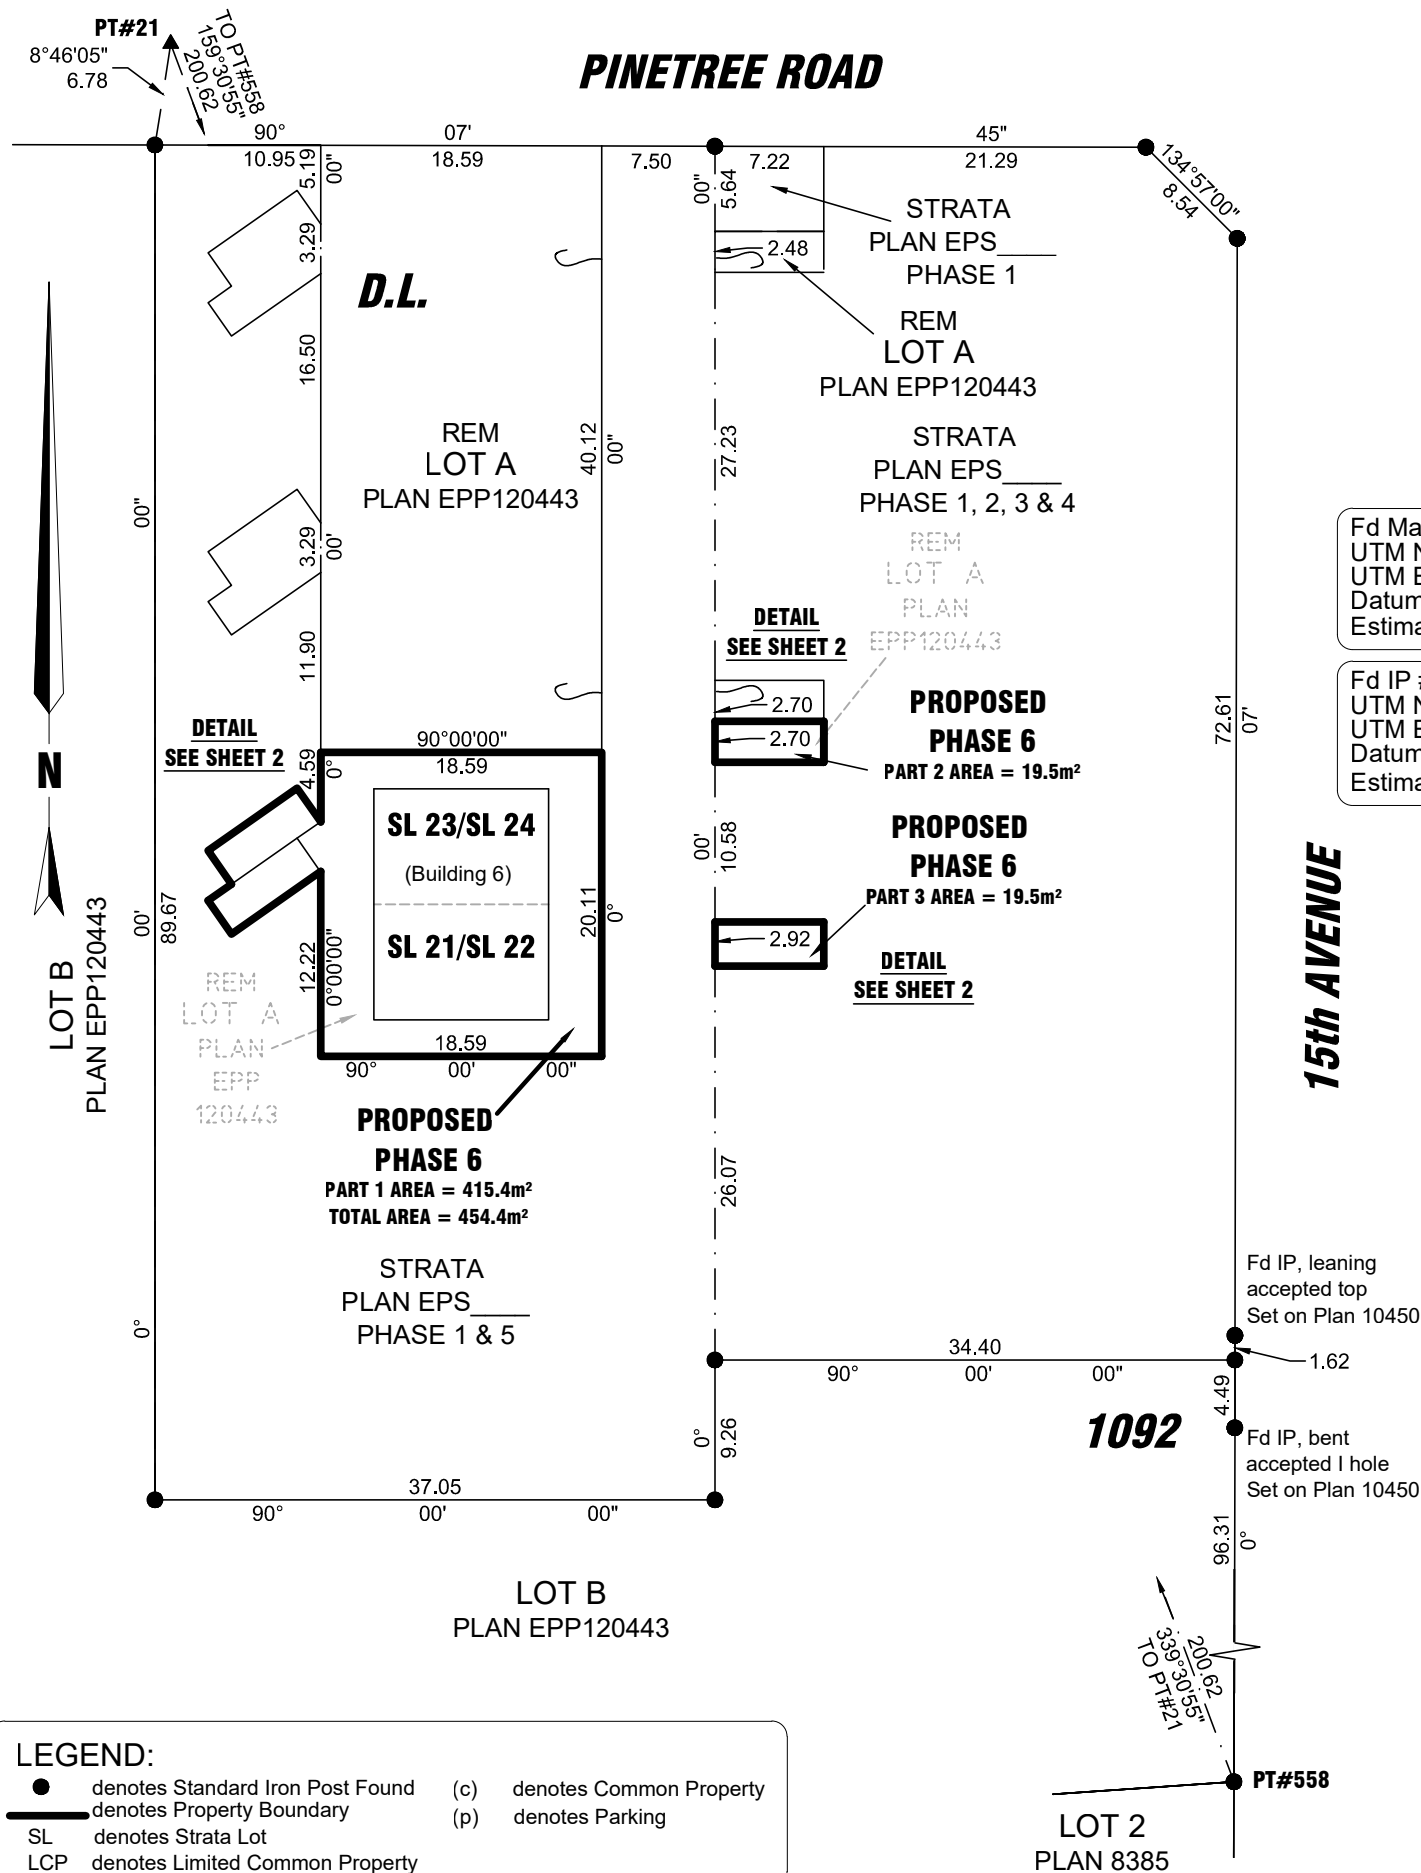 PT#21
8°46'05"
6.78
TO PT#558
159°30'55"
200.62
PINETREE ROAD
90° 07' 45"
10.95 18.59 7.50 7.22 21.29
134°57'00"
8.54
5.19
00"
00"
5.64
3.29
2.48
STRATA
PLAN EPS____
PHASE 1
D.L.
16.50
REM
LOT A
PLAN EPP120443
REM
LOT A
PLAN EPP120443
40.12
00"
27.23
STRATA
PLAN EPS____
PHASE 1, 2, 3 & 4
00"
3.29
00'
11.90
REM
LOT A
PLAN
EPP120443
Fd Ma
UTM N
UTM E
Datum
Estima
Fd IP #
UTM N
UTM E
Datum
Estima
DETAIL
SEE SHEET 2
2.70
2.70
PROPOSED
PHASE 6
PART 2 AREA = 19.5m²
72.61
07'
DETAIL
SEE SHEET 2
N
4.59
0°
90°00'00"
18.59
SL 23/SL 24
(Building 6)
SL 21/SL 22
20.11
0°
00'
10.58
PROPOSED
PHASE 6
PART 3 AREA = 19.5m²
2.92
DETAIL
SEE SHEET 2
15th AVENUE
00'
89.67
LOT B
PLAN EPP120443
12.22
0°00'00"
REM
LOT A
PLAN
EPP
120443
18.59
90° 00' 00"
PROPOSED
PHASE 6
PART 1 AREA = 415.4m²
TOTAL AREA = 454.4m²
26.07
STRATA
PLAN EPS____
PHASE 1 & 5
0°
Fd IP, leaning
accepted top
Set on Plan 10450
1.62
34.40
90° 00' 00"
4.49
1092
0°
9.26
Fd IP, bent
accepted I hole
Set on Plan 10450
37.05
90° 00' 00"
96.31
0°
LOT B
PLAN EPP120443
200.62
339°30'55"
TO PT#21
PT#558
LOT 2
PLAN 8385
LEGEND:
denotes Standard Iron Post Found
denotes Property Boundary
SL denotes Strata Lot
LCP denotes Limited Common Property
(c) denotes Common Property
(p) denotes Parking